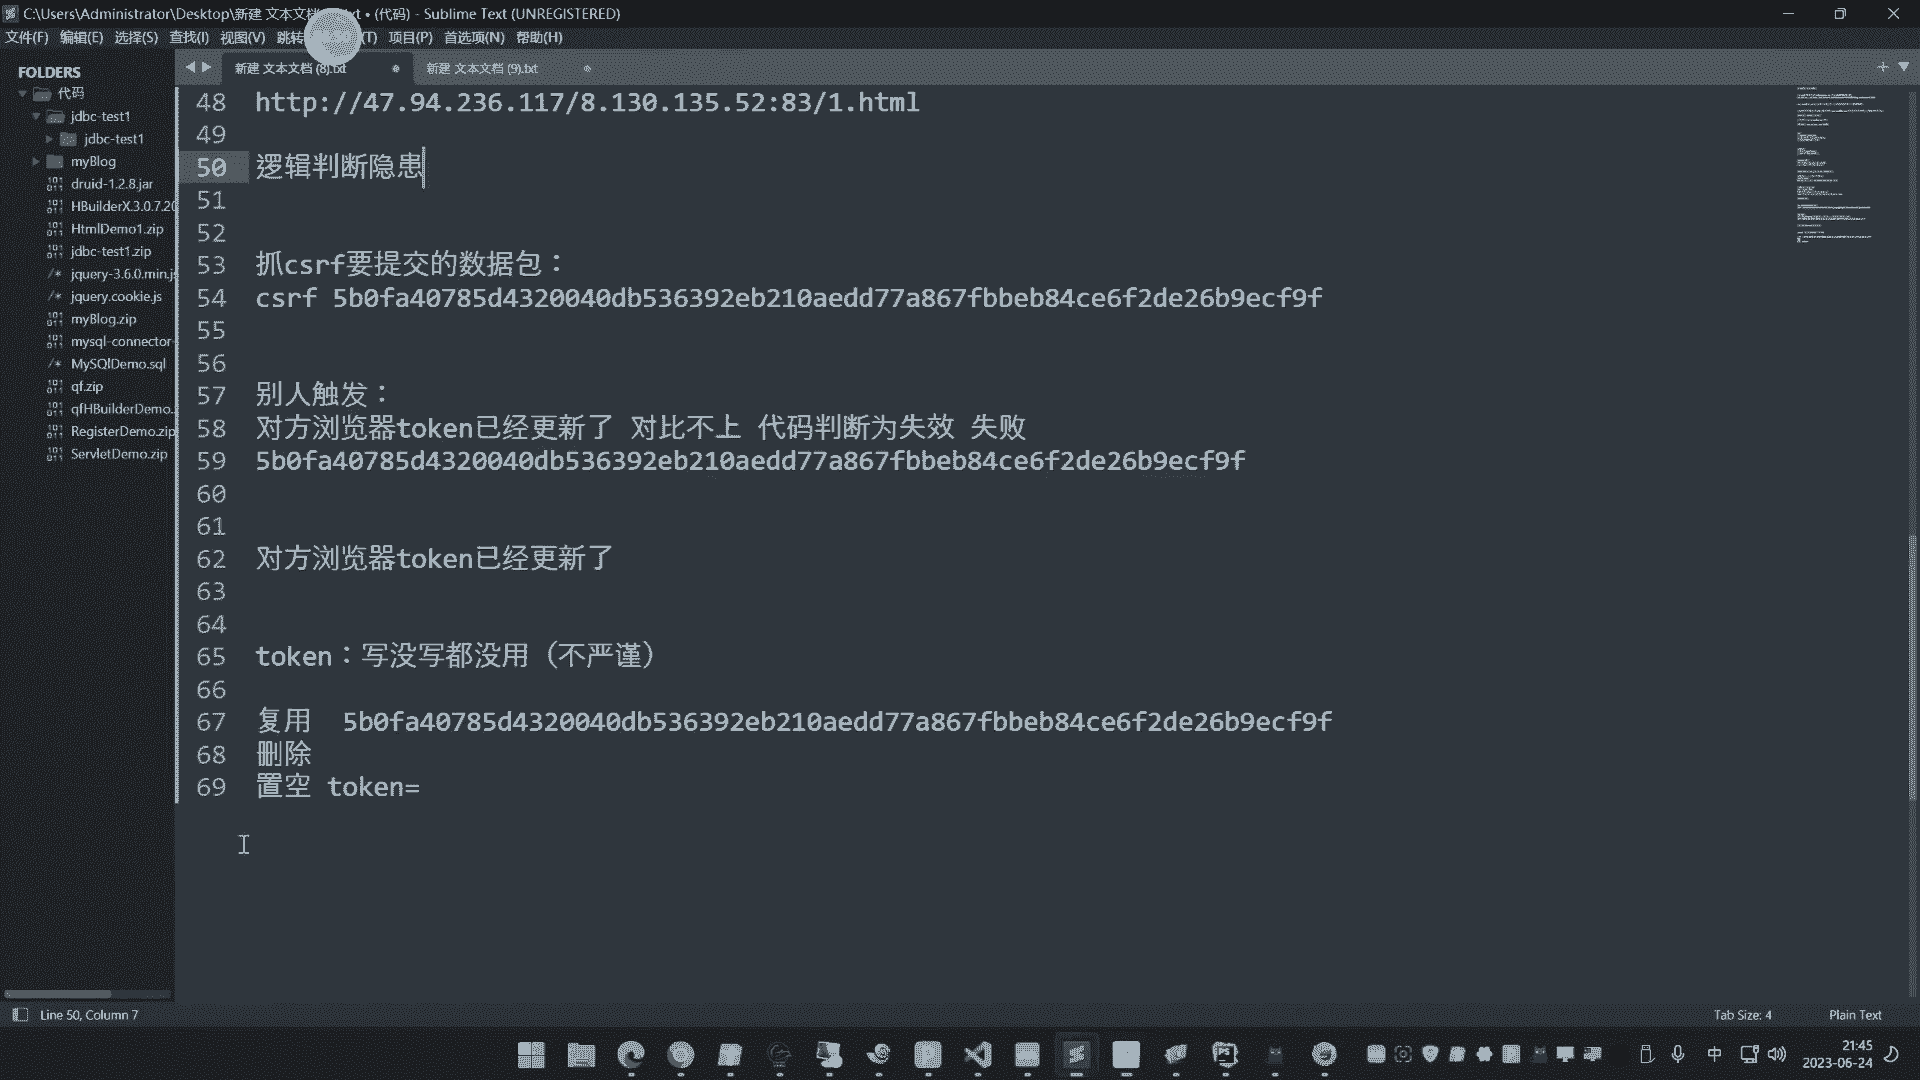 C:\Users\Administrator\Desktop\新建 文本文档 txt • (代码) - Sublime Text (UNREGISTERED)
文件(F) 编辑(E) 选择(S) 查找(I) 视图(V) 跳转 (T) 项目(P) 首选项(N) 帮助(H)
FOLDERS
代码
jdbc-test1
jdbc-test1
myBlog
druid-1.2.8.jar
HBuilderX.3.0.7.20
HtmlDemo1.zip
jdbc-test1.zip
jquery-3.6.0.min.js
jquery.cookie.js
myBlog.zip
mysql-connector-
MySQlDemo.sql
qf.zip
qfHBuilderDemo.
RegisterDemo.zip
ServletDemo.zip
新建 文本文档 (8).txt
新建 文本文档 (9).txt
48 http://47.94.236.117/8.130.135.52:83/1.html
49
50 逻辑判断隐患
51
52
53 抓csrf要提交的数据包：
54 csrf 5b0fa40785d4320040db536392eb210aedd77a867fbbeb84ce6f2de26b9ecf9f
55
56
57 别人触发：
58 对方浏览器token已经更新了 对比不上 代码判断为失效 失败
59 5b0fa40785d4320040db536392eb210aedd77a867fbbeb84ce6f2de26b9ecf9f
60
61
62 对方浏览器token已经更新了
63
64
65 token：写没写都没用（不严谨）
66
67 复用 5b0fa40785d4320040db536392eb210aedd77a867fbbeb84ce6f2de26b9ecf9f
68 删除
69 置空 token=
Line 50, Column 7
Tab Size: 4
Plain Text
中
21:45
2023-06-24